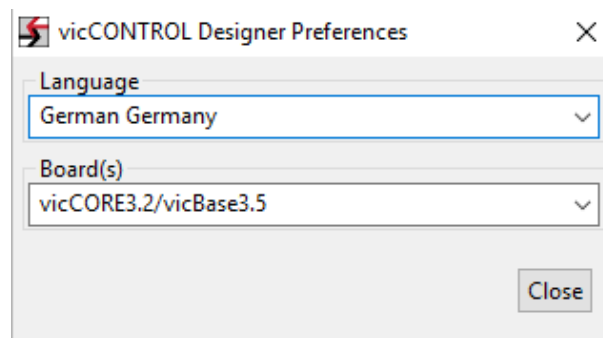 vicCONTROL Designer Preferences
Language
German Germany
Board(s)
vicCORE3.2/vicBase3.5
Close